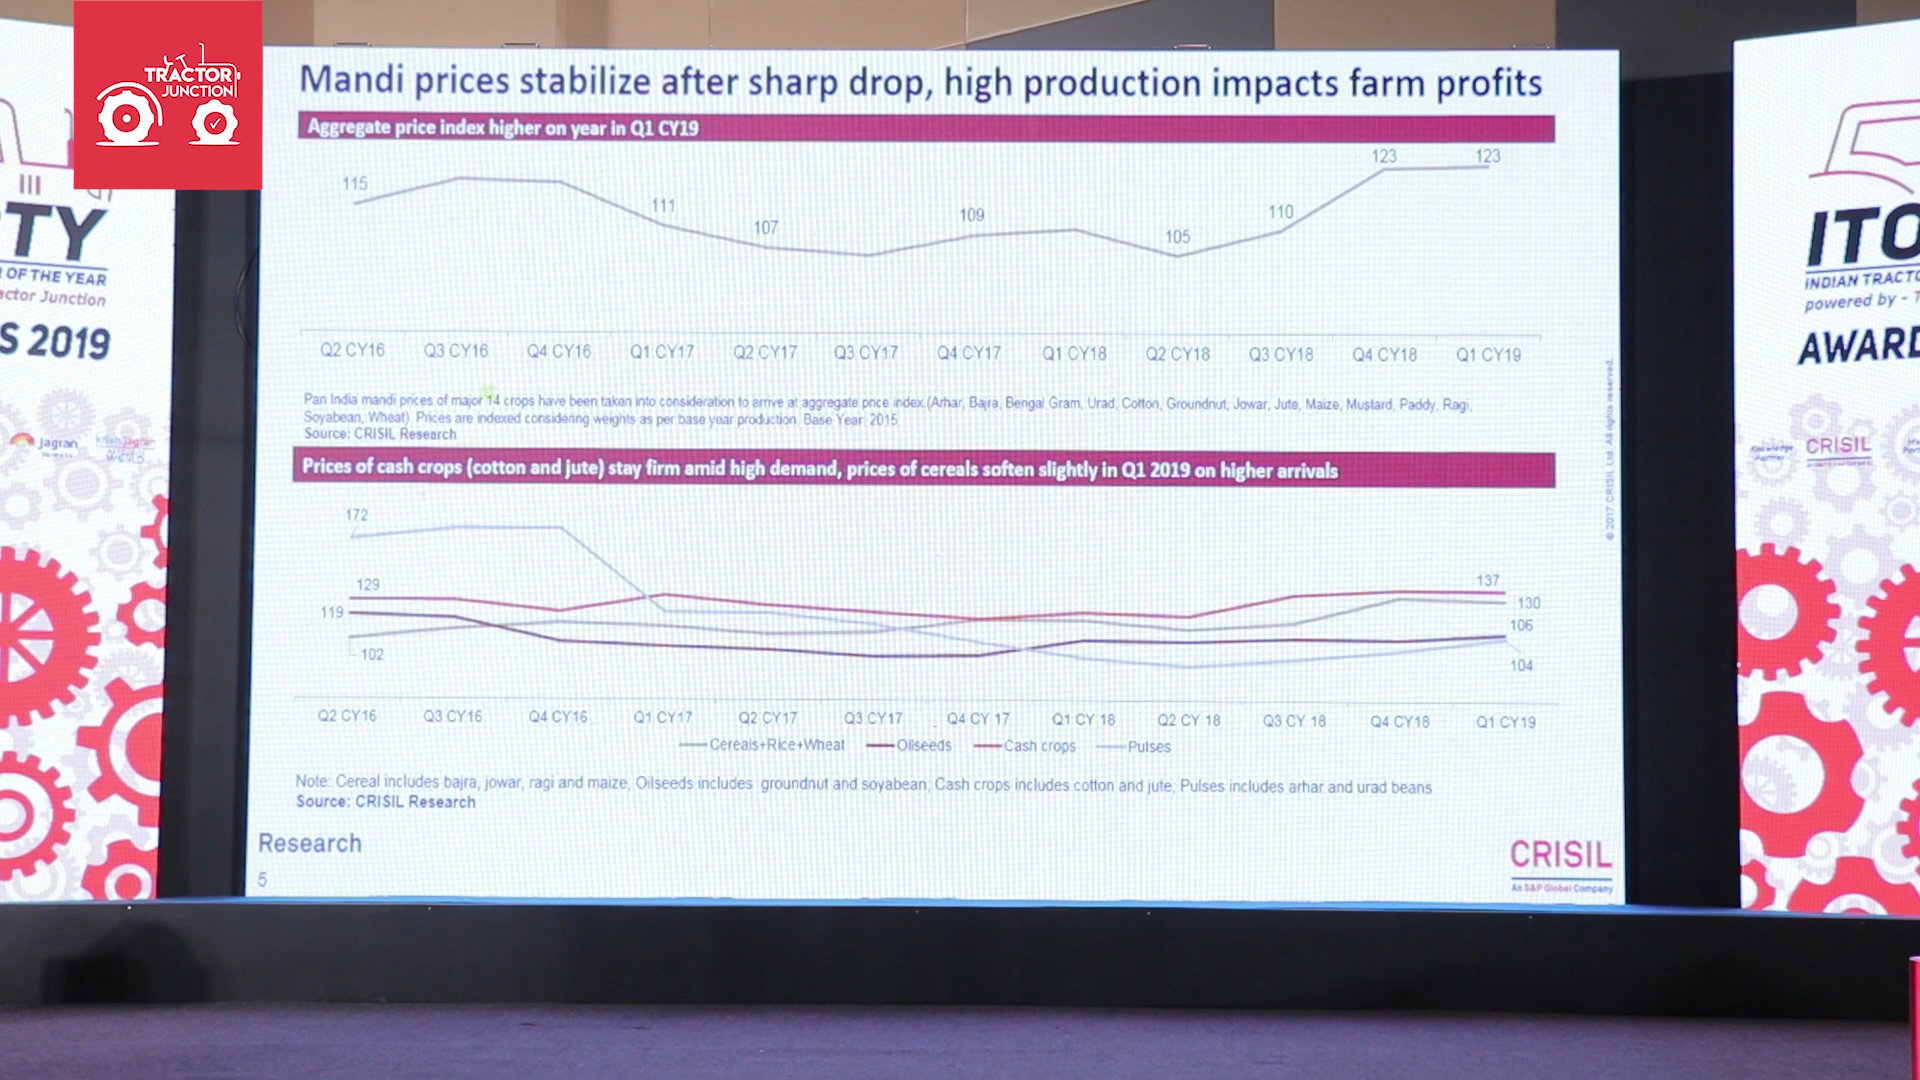 TRACTOR
JUNCTION
Mandi prices stabilize after sharp drop, high production impacts farm profits
Aggregate price index higher on year in Q1 CY19
115
111
107
109
105
110
123
123
Q2 CY16 Q3 CY16 Q4 CY16 Q1 CY17 Q2 CY17 Q3 CY17 Q4 CY17 Q1 CY18 Q2 CY18 Q3 CY18 Q4 CY18 Q1 CY19
Pan India mandi prices of major 14 crops have been taken into consideration to arrive at aggregate price index.(Arhar, Bajra, Bengal Gram, Urad, Cotton, Groundnut, Jowar, Jute, Maize, Mustard, Paddy, Ragi,
Soyabean, Wheat). Prices are indexed considering weights as per base year production. Base Year: 2015
Source: CRISIL Research
Prices of cash crops (cotton and jute) stay firm amid high demand, prices of cereals soften slightly in Q1 2019 on higher arrivals
172
129
119
102
137
130
106
104
Q2 CY16 Q3 CY16 Q4 CY16 Q1 CY17 Q2 CY17 Q3 CY17 Q4 CY 17 Q1 CY 18 Q2 CY 18 Q3 CY 18 Q4 CY18 Q1 CY19
Cereals+Rice+Wheat Oilseeds Cash crops Pulses
Note: Cereal includes bajra, jowar, ragi and maize; Oilseeds includes groundnut and soyabean; Cash crops includes cotton and jute; Pulses includes arhar and urad beans
Source: CRISIL Research
Research
5
CRISIL
An S&P Global Company
© 2017 CRISIL Ltd. All rights reserved.
TY
OF THE YEAR
actor Junction
S 2019
Jagran
ITO
INDIAN TRACTO
powered by - T
AWARD
CRISIL